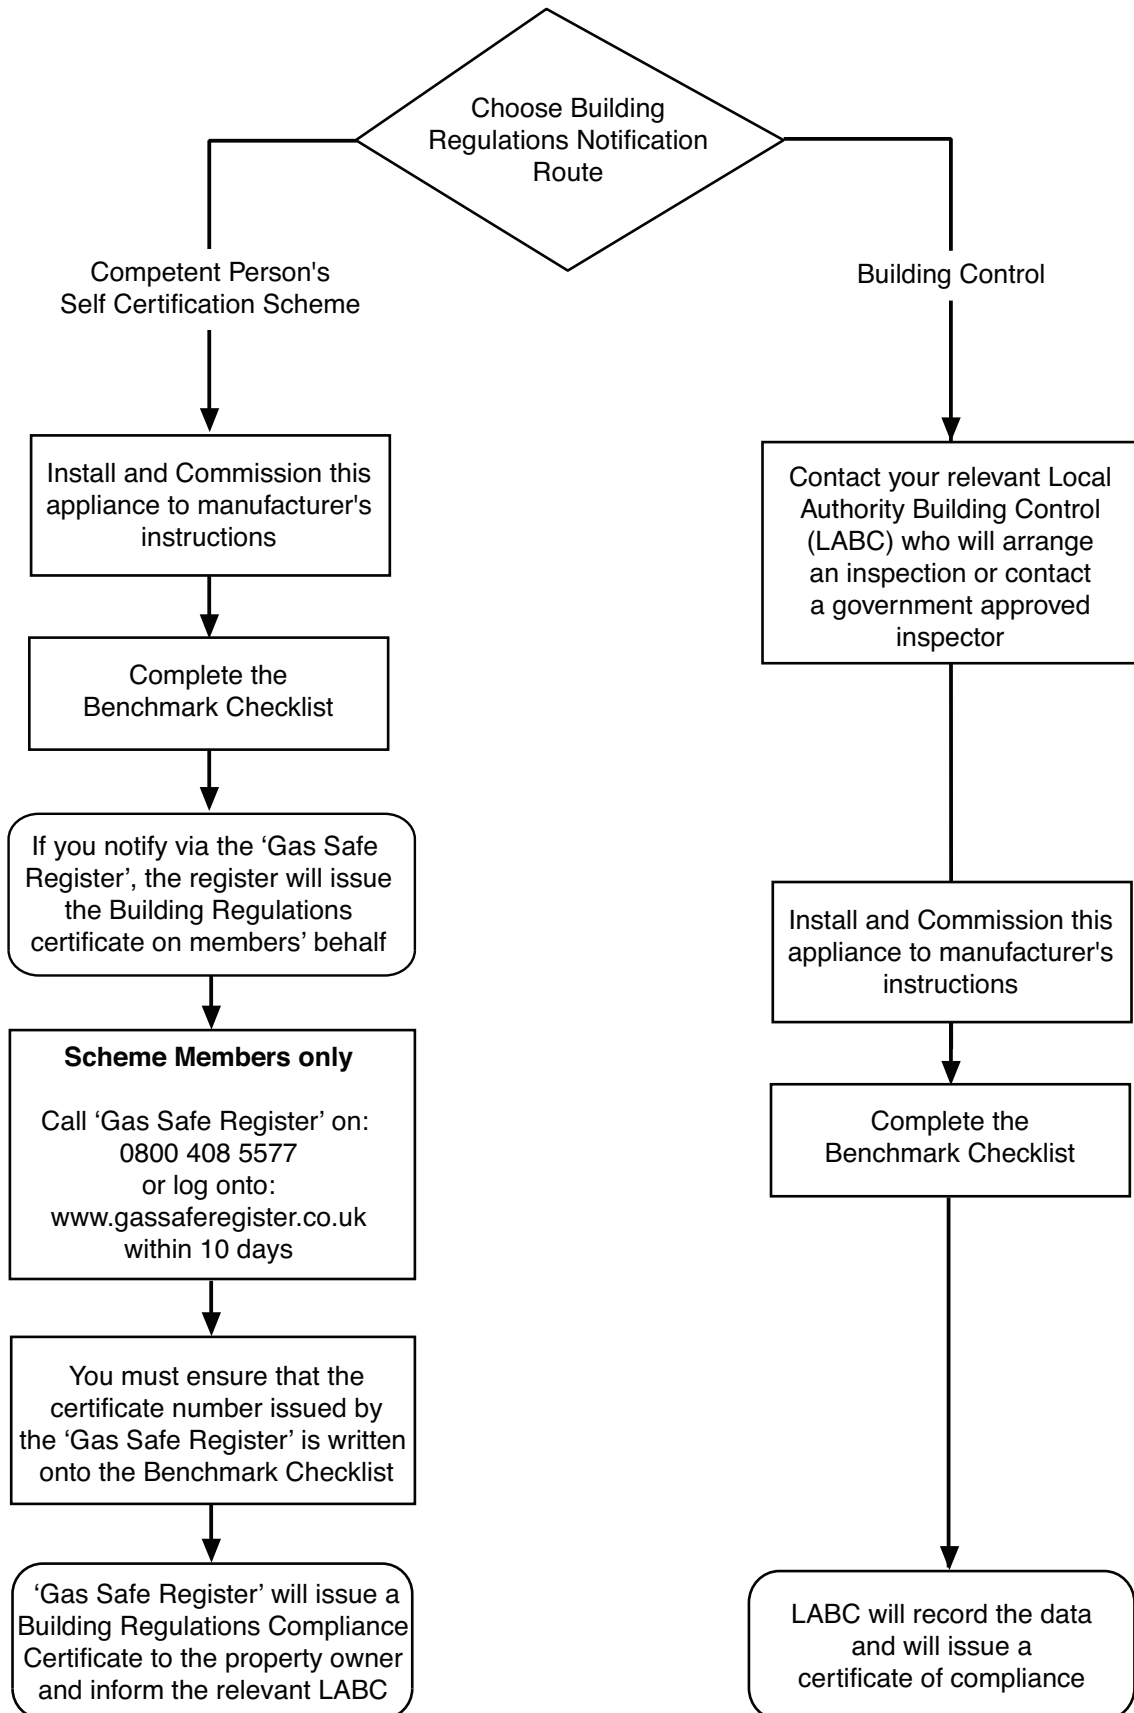 Choose Building
Regulations Notification
Route
Competent Person's
Self Certification Scheme
Building Control
Install and Commission this
appliance to manufacturer's
instructions
Complete the
Benchmark Checklist
If you notify via the ‘Gas Safe
Register’, the register will issue
the Building Regulations
certificate on members’ behalf
Scheme Members only
Call ‘Gas Safe Register’ on:
0800 408 5577
or log onto:
www.gassaferegister.co.uk
within 10 days
You must ensure that the
certificate number issued by
the ‘Gas Safe Register’ is written
onto the Benchmark Checklist
‘Gas Safe Register’ will issue a
Building Regulations Compliance
Certificate to the property owner
and inform the relevant LABC
Contact your relevant Local
Authority Building Control
(LABC) who will arrange
an inspection or contact
a government approved
inspector
Install and Commission this
appliance to manufacturer's
instructions
Complete the
Benchmark Checklist
LABC will record the data
and will issue a
certificate of compliance